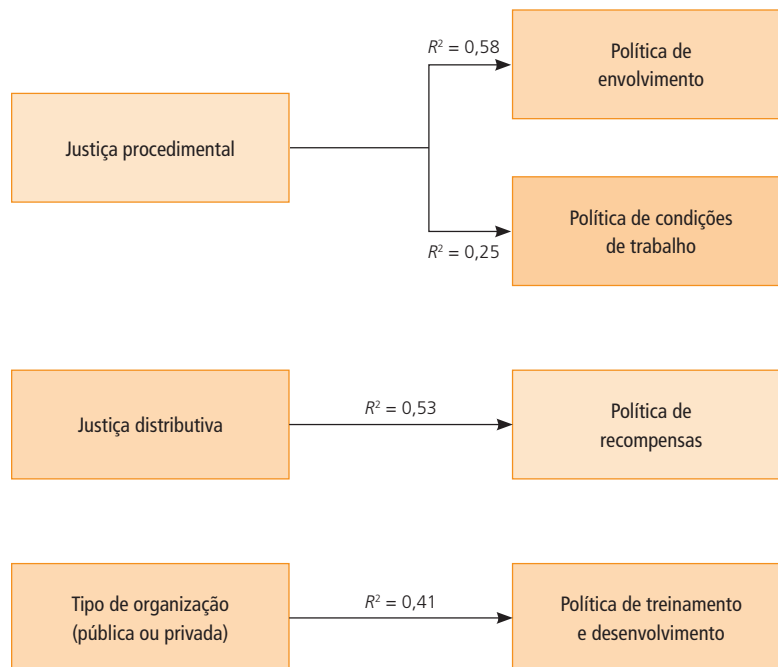 R² = 0,58
Política de
envolvimento
Justiça procedimental
Política de condições
de trabalho
R² = 0,25
Justiça distributiva
R² = 0,53
Política de
recompensas
Tipo de organização
(pública ou privada)
R² = 0,41
Política de treinamento
e desenvolvimento